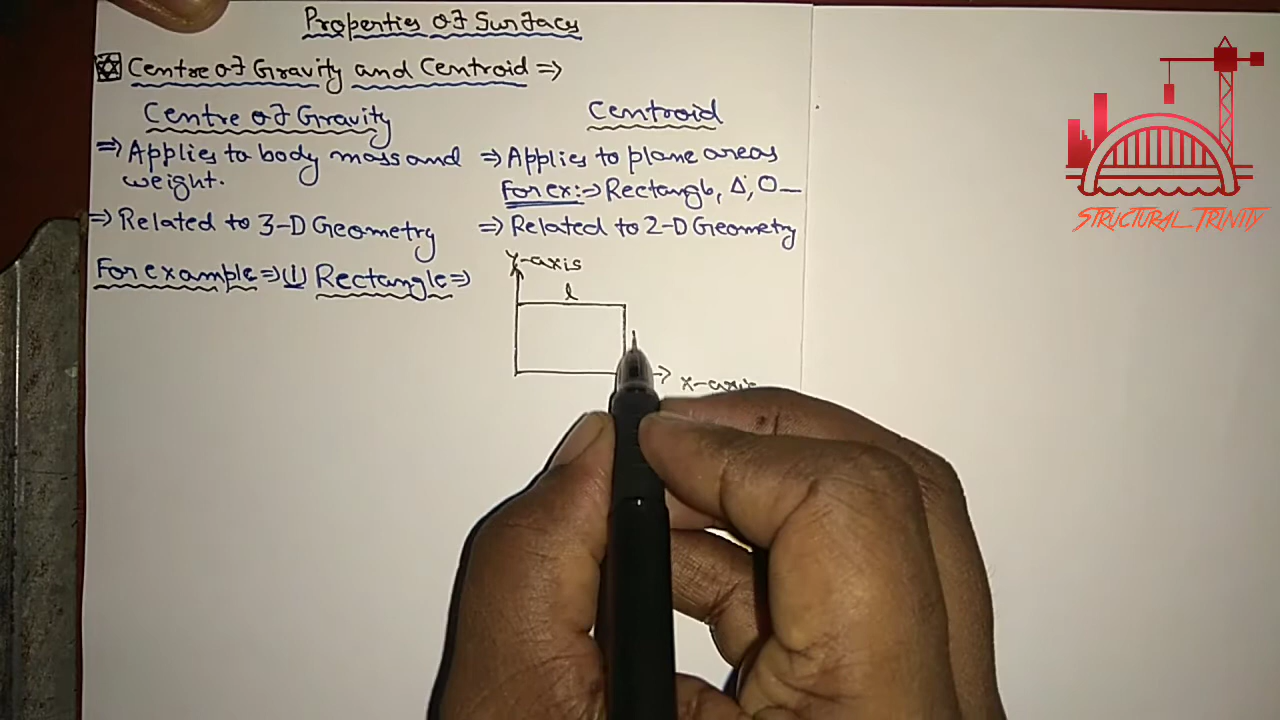 Properties of Surfacs
Centre of Gravity and Centroid ⇒
Centre of Gravity
⇒ Applies to body mass and
weight.
⇒ Related to 3-D Geometry
Centroid
⇒ Applies to plane areas
For ex:⇒ Rectangle, Δ, O—
⇒ Related to 2-D Geometry
For example ⇒ (i) Rectangle ⇒
Y-axis
l
x-axis
STRUCTURAL_TRINITY